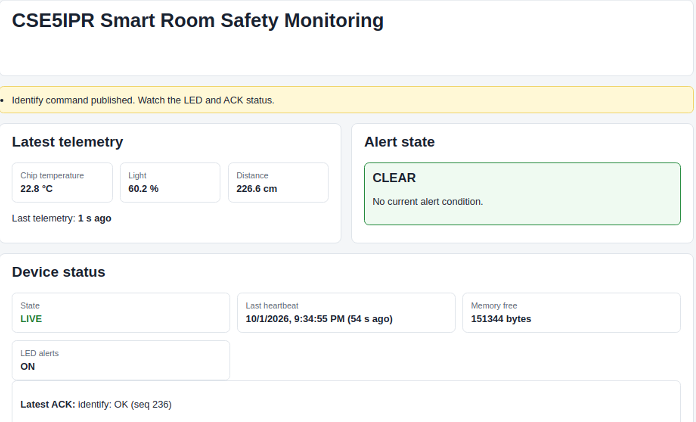 CSE5IPR Smart Room Safety Monitoring
Identify command published. Watch the LED and ACK status.
Latest telemetry
Chip temperature
22.8 °C
Light
60.2 %
Distance
226.6 cm
Last telemetry: 1 s ago
Alert state
CLEAR
No current alert condition.
Device status
State
LIVE
Last heartbeat
10/1/2026, 9:34:55 PM (54 s ago)
Memory free
151344 bytes
LED alerts
ON
Latest ACK: identify: OK (seq 236)